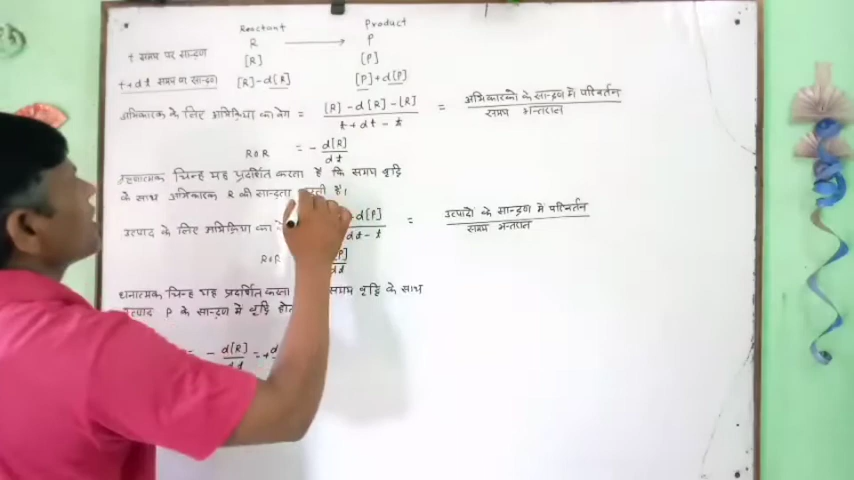 Reactant Product
R ⟶ P
t समय पर सान्द्रण [R] [P]
t+dt समय पर सान्द्रण [R]-d[R] [P]+d[P]
अभिकारक के लिए अभिक्रिया का वेग = [R]-d[R]-[R] / t+dt-t = अभिकारकों के सान्द्रण में परिवर्तन / समय अन्तराल
ROR = -d[R]/dt
ऋणात्मक चिन्ह यह प्रदर्शित करता है कि समय वृद्धि
के साथ अभिकारक R की सान्द्रता है।
उत्पाद के लिए अभिक्रिया का d[P] / dt-t = उत्पादों के सान्द्रण में परिवर्तन / समय अन्तराल
ROR
धनात्मक चिन्ह यह प्रदर्शित करता समय वृद्धि के साथ
उत्पाद P के सान्द्रण में वृद्धि
= -d[R]/dd = +d